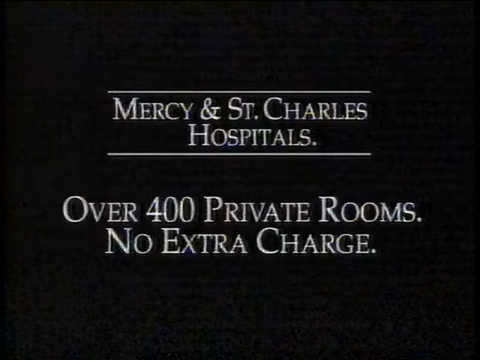 MERCY & ST. CHARLES
HOSPITALS.
OVER 400 PRIVATE ROOMS.
NO EXTRA CHARGE.